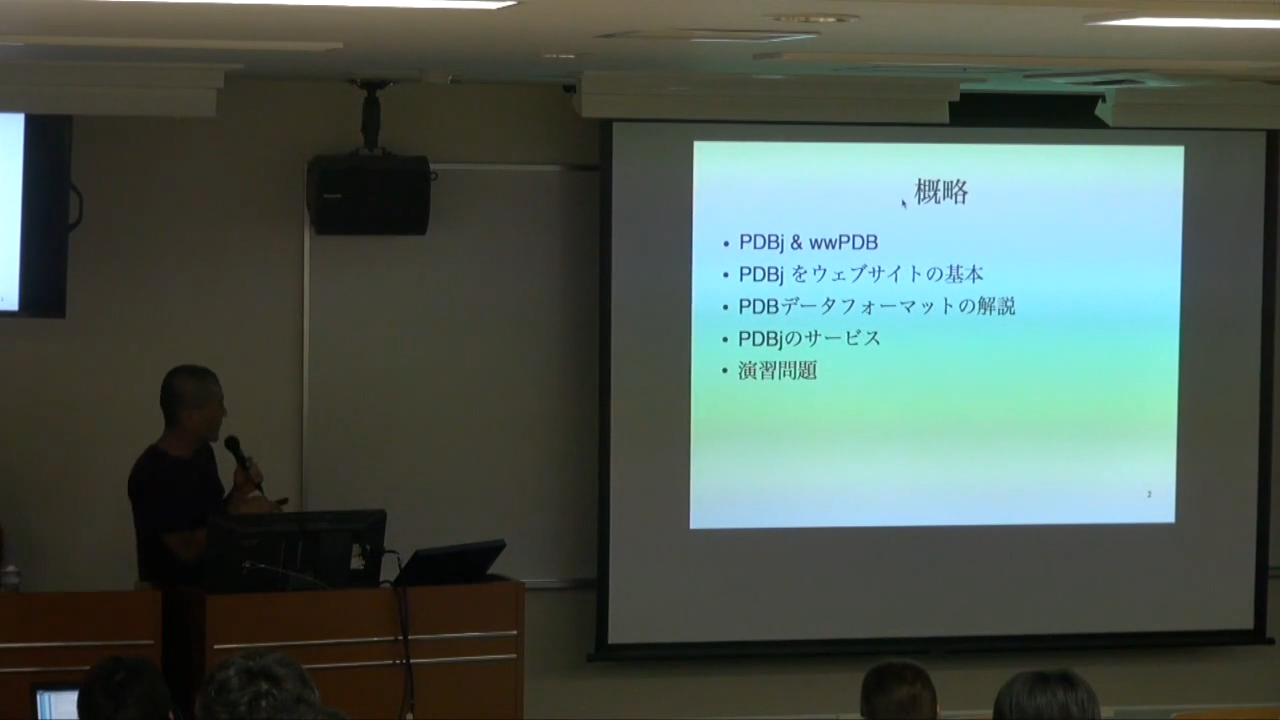 概略
• PDBj & wwPDB
• PDBj をウェブサイトの基本
• PDBデータフォーマットの解説
• PDBjのサービス
• 演習問題
2